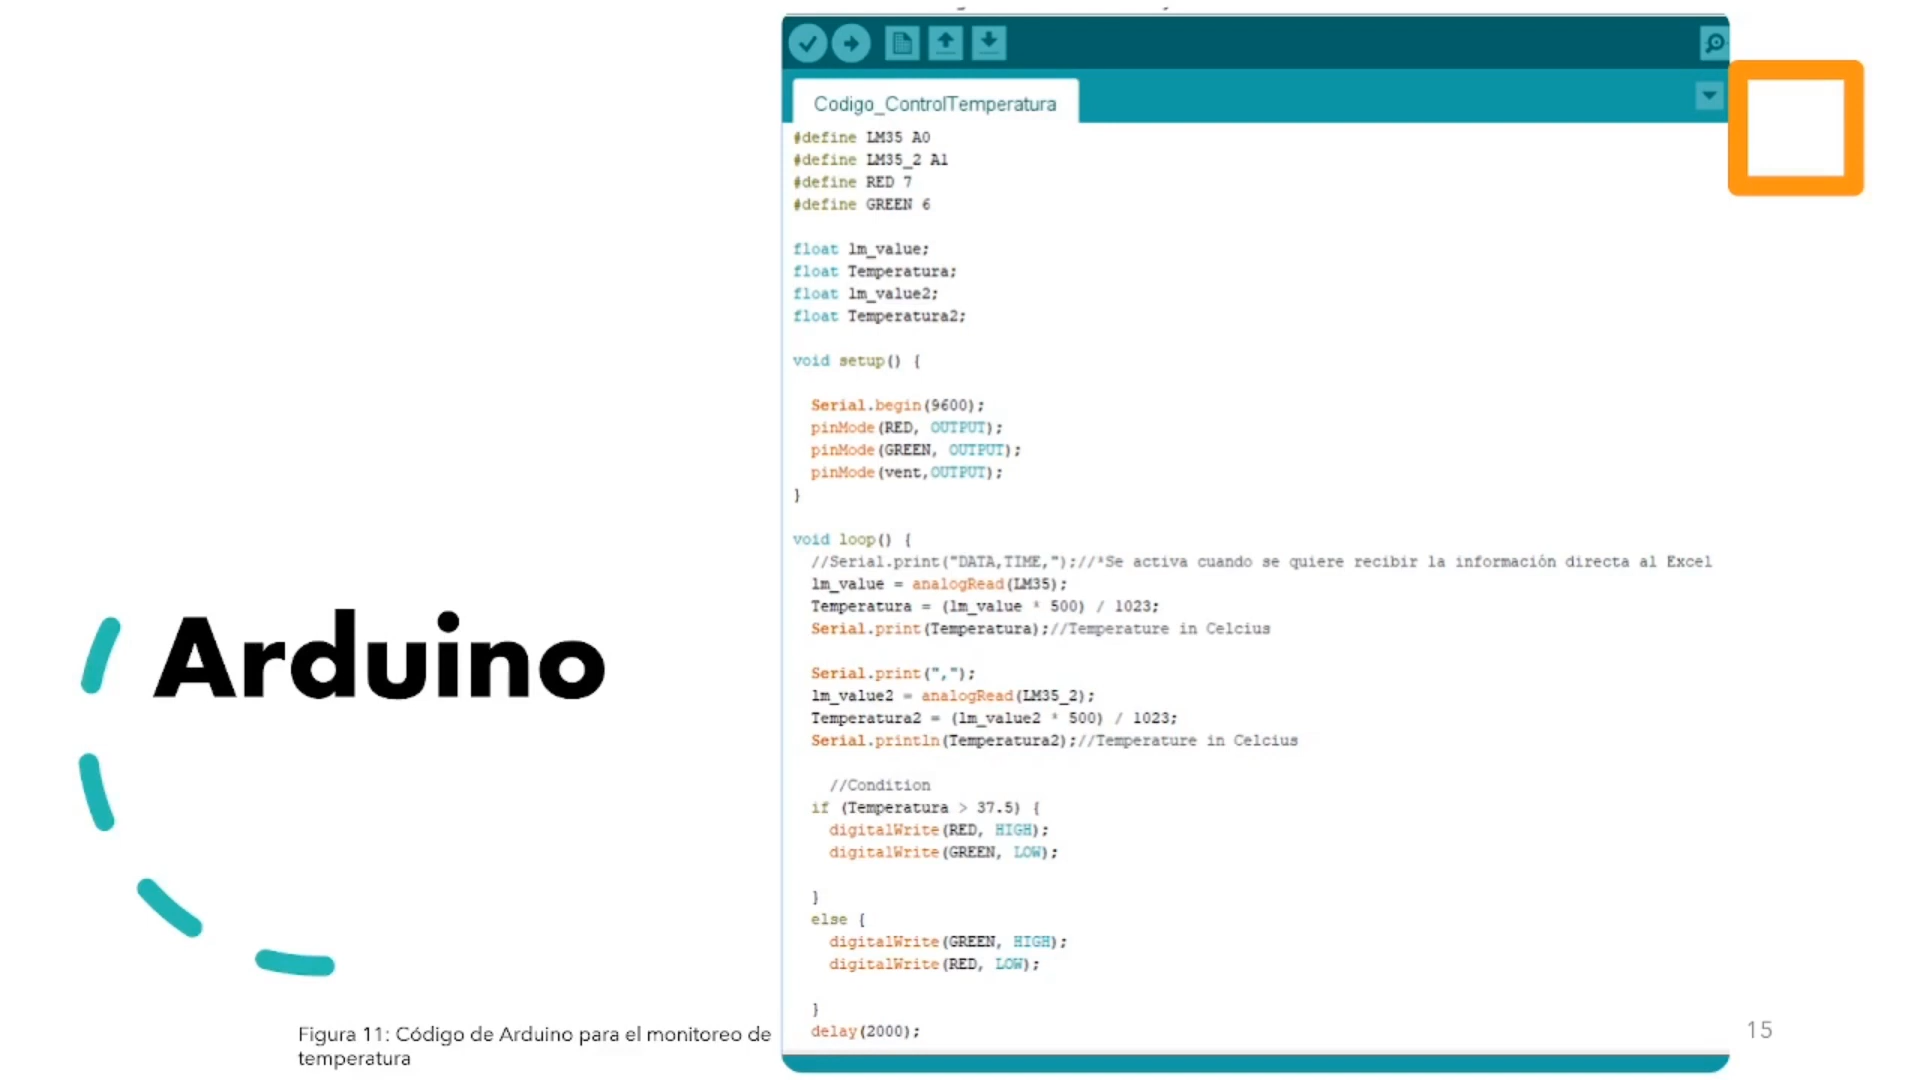 Codigo_ControlTemperatura
#define LM35 A0
#define LM35_2 A1
#define RED 7
#define GREEN 6
float lm_value;
float Temperatura;
float lm_value2;
float Temperatura2;
void setup() {
Serial.begin(9600);
pinMode(RED, OUTPUT);
pinMode(GREEN, OUTPUT);
pinMode(vent,OUTPUT);
}
void loop() {
//Serial.print("DATA,TIME,");//*Se activa cuando se quiere recibir la información directa al Excel
lm_value = analogRead(LM35);
Temperatura = (lm_value * 500) / 1023;
Serial.print(Temperatura);//Temperature in Celcius
Serial.print(",");
lm_value2 = analogRead(LM35_2);
Temperatura2 = (lm_value2 * 500) / 1023;
Serial.println(Temperatura2);//Temperature in Celcius
//Condition
if (Temperatura > 37.5) {
digitalWrite(RED, HIGH);
digitalWrite(GREEN, LOW);
}
else {
digitalWrite(GREEN, HIGH);
digitalWrite(RED, LOW);
}
delay(2000);
Arduino
Figura 11: Código de Arduino para el monitoreo de
temperatura
15